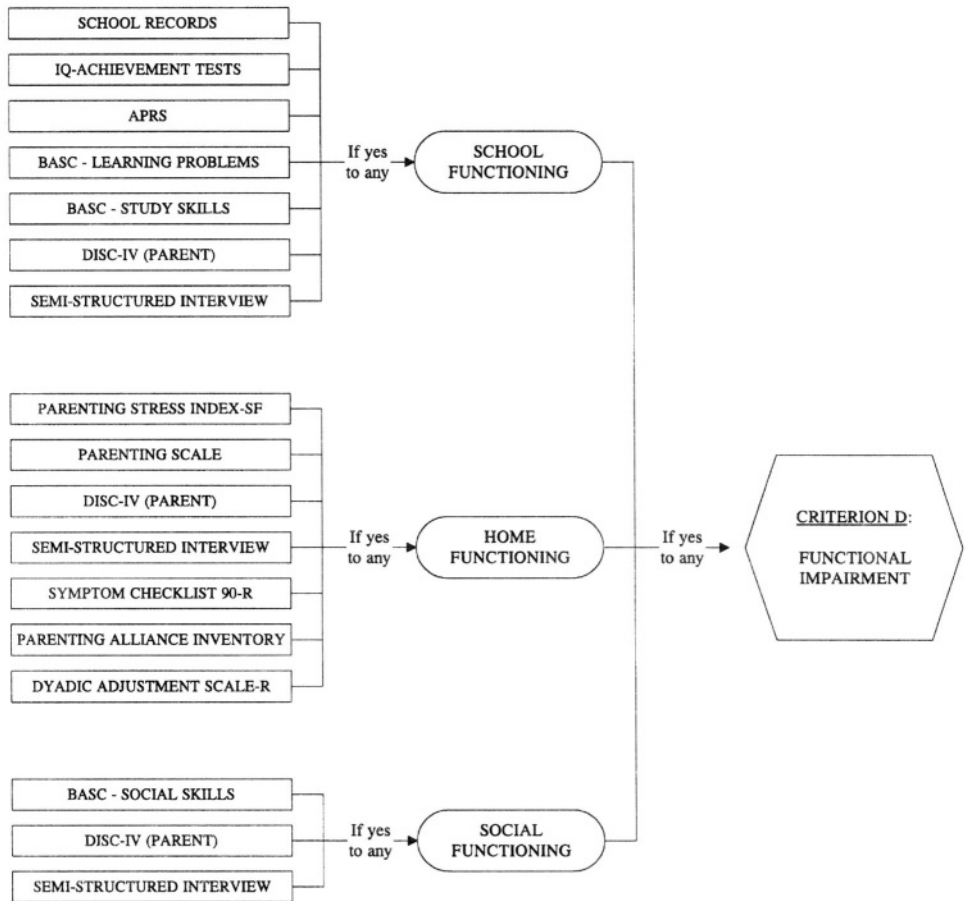 SCHOOL RECORDS
IQ-ACHIEVEMENT TESTS
APRS
BASC - LEARNING PROBLEMS
BASC - STUDY SKILLS
DISC-IV (PARENT)
SEMI-STRUCTURED INTERVIEW
If yes
to any
SCHOOL
FUNCTIONING
PARENTING STRESS INDEX-SF
PARENTING SCALE
DISC-IV (PARENT)
SEMI-STRUCTURED INTERVIEW
SYMPTOM CHECKLIST 90-R
PARENTING ALLIANCE INVENTORY
DYADIC ADJUSTMENT SCALE-R
If yes
to any
HOME
FUNCTIONING
BASC - SOCIAL SKILLS
DISC-IV (PARENT)
SEMI-STRUCTURED INTERVIEW
If yes
to any
SOCIAL
FUNCTIONING
If yes
to any
CRITERION D:
FUNCTIONAL
IMPAIRMENT